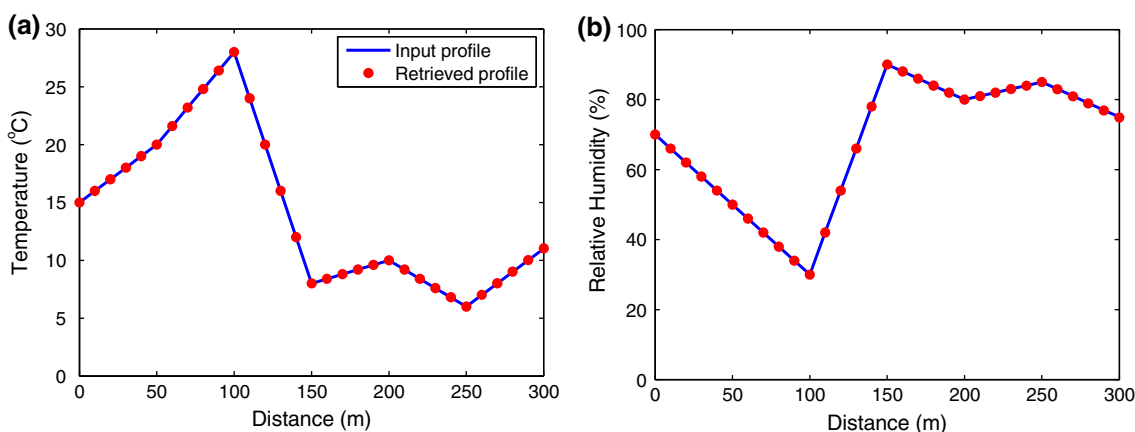 (a)
30
25
20
15
10
5
0
Temperature (°C)
Input profile
Retrieved profile
0 50 100 150 200 250 300
Distance (m)
(b)
100
80
60
40
20
0
Relative Humidity (%)
0 50 100 150 200 250 300
Distance (m)